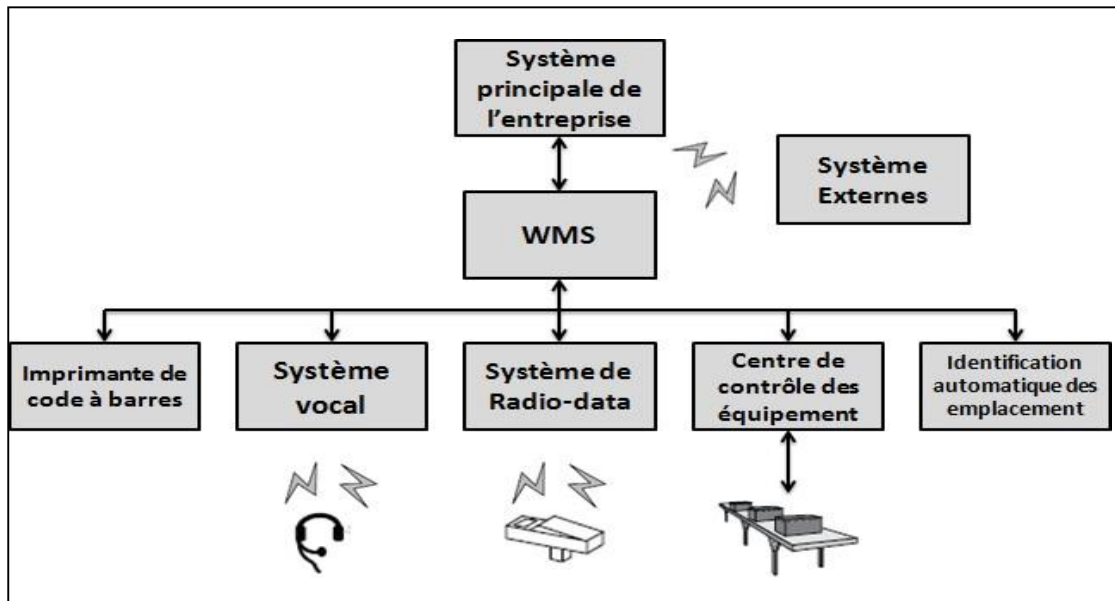 Système
principale de
l’entreprise
Système
Externes
WMS
Imprimante de
code à barres
Système
vocal
Système de
Radio-data
Centre de
contrôle des
équipement
Identification
automatique des
emplacement